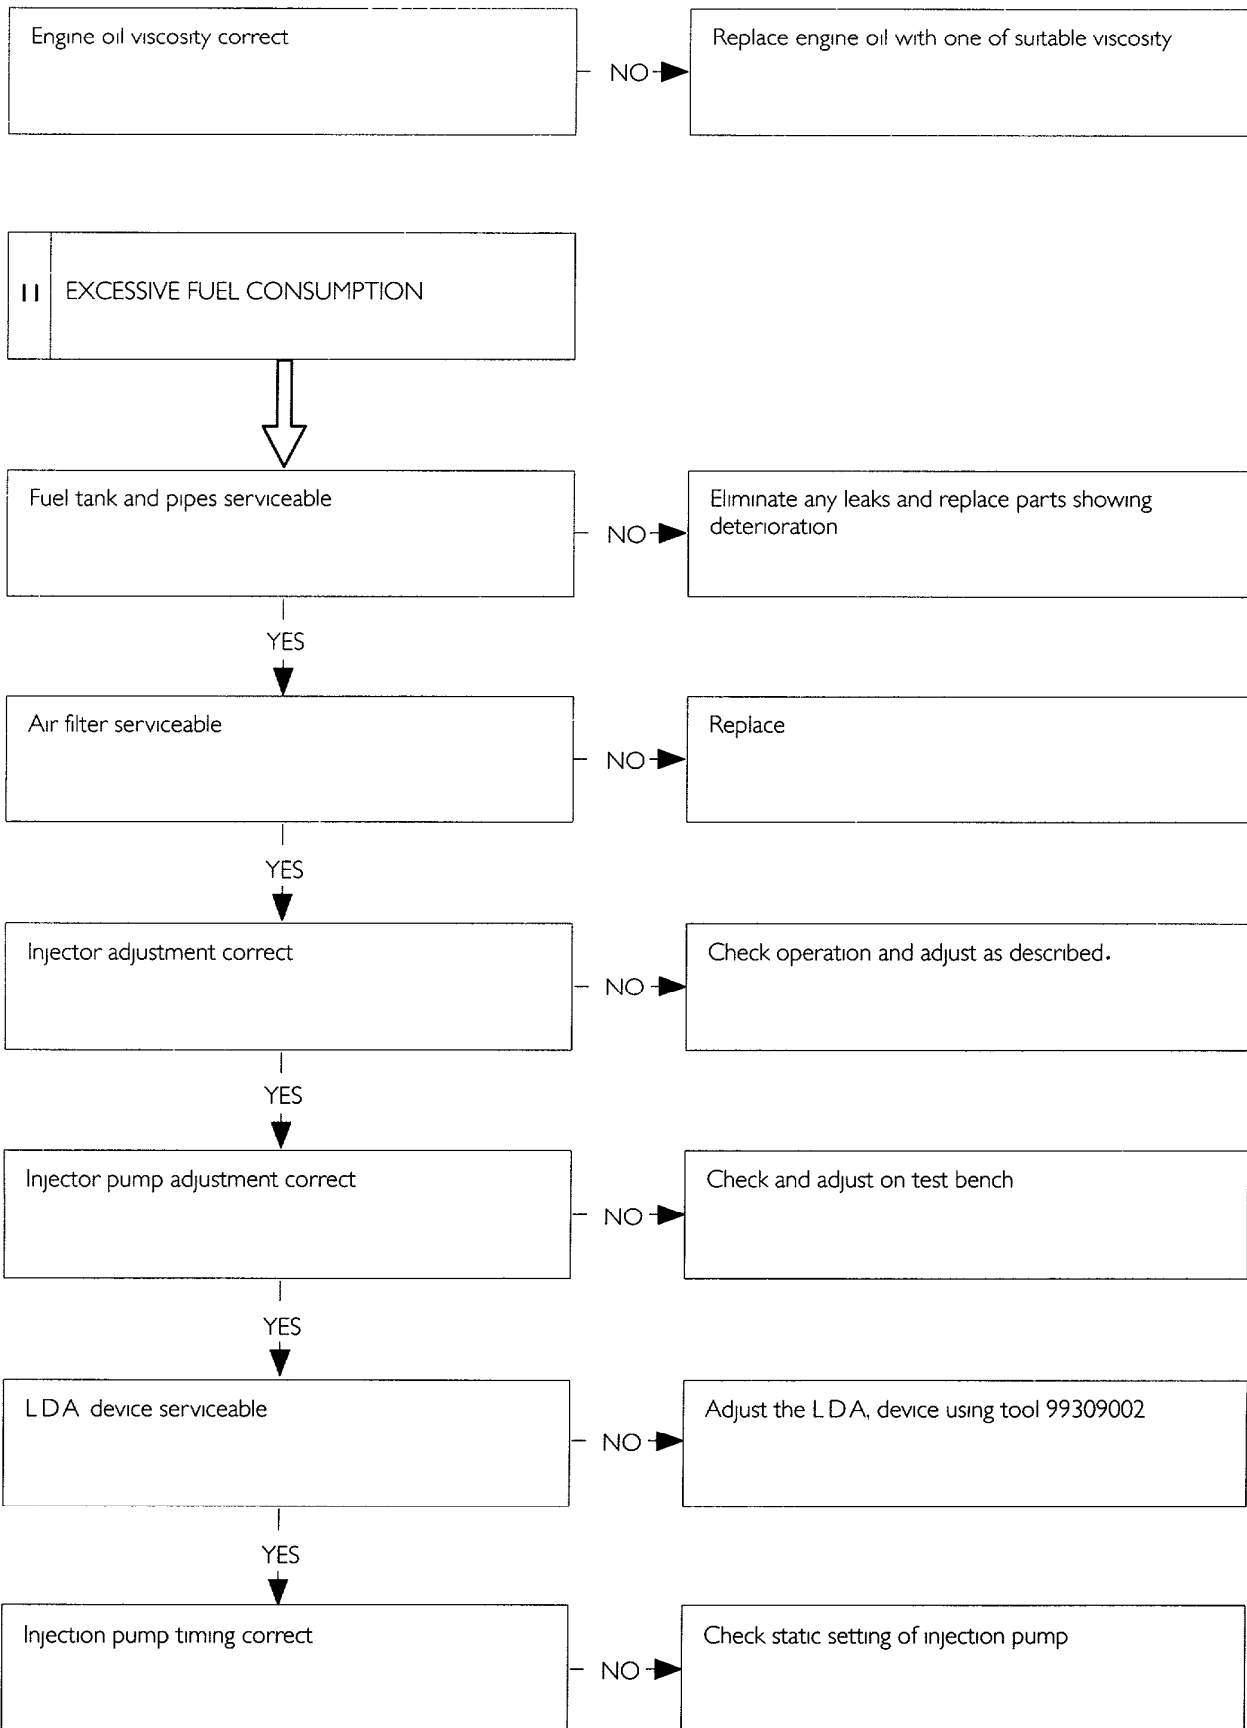 Engine oil viscosity correct
NO
Replace engine oil with one of suitable viscosity
11 EXCESSIVE FUEL CONSUMPTION
Fuel tank and pipes serviceable
NO
Eliminate any leaks and replace parts showing
deterioration
YES
Air filter serviceable
NO
Replace
YES
Injector adjustment correct
NO
Check operation and adjust as described.
YES
Injector pump adjustment correct
NO
Check and adjust on test bench
YES
L D A device serviceable
NO
Adjust the L D A, device using tool 99309002
YES
Injection pump timing correct
NO
Check static setting of injection pump